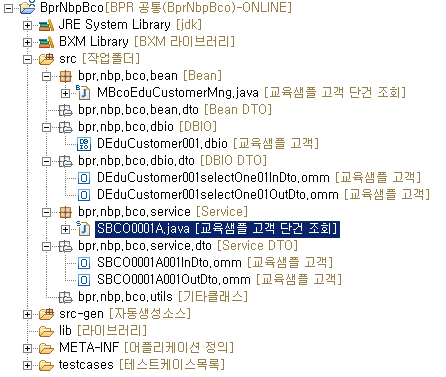 BprNbpBco[BPR 공통(BprNbpBco)-ONLINE]
JRE System Library [jdk]
BXM Library [BXM 라이브러리]
src [작업폴더]
bpr.nbp.bco.bean [Bean]
MBcoEduCustomerMng.java [교육샘플 고객 단건 조회]
bpr.nbp.bco.bean.dto [Bean DTO]
bpr.nbp.bco.dbio [DBIO]
DEduCustomer001.dbio [교육샘플 고객]
bpr.nbp.bco.dbio.dto [DBIO DTO]
DEduCustomer001selectOne01InDto.omm [교육샘플 고객]
DEduCustomer001selectOne01OutDto.omm [교육샘플 고객]
bpr.nbp.bco.service [Service]
SBCO0001A.java [교육샘플 고객 단건 조회]
bpr.nbp.bco.service.dto [Service DTO]
SBCO0001A001InDto.omm [교육샘플 고객]
SBCO0001A001OutDto.omm [교육샘플 고객]
bpr.nbp.bco.utils [기타클래스]
src-gen [자동생성소스]
lib [라이브러리]
META-INF [어플리케이션 정의]
testcases [테스트케이스목록]